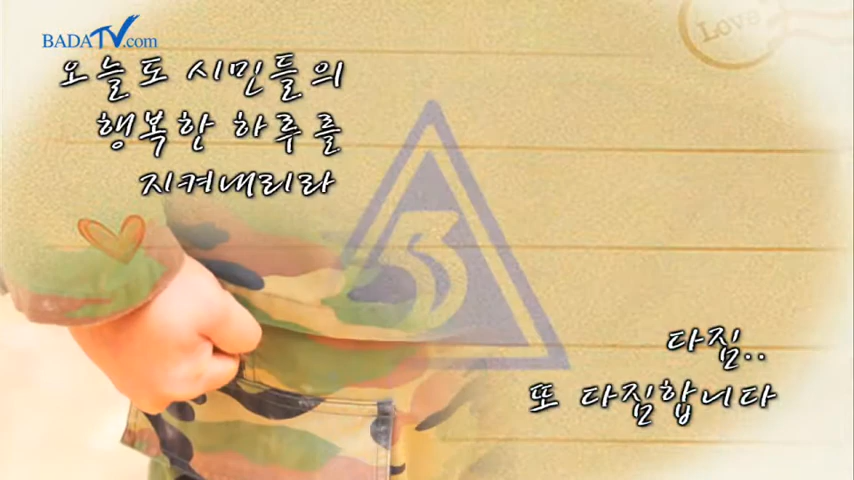 BADATV.com
Love
오늘도 시민들의
행복한 하루를
지켜내리라
3
다짐..
또 다짐합니다